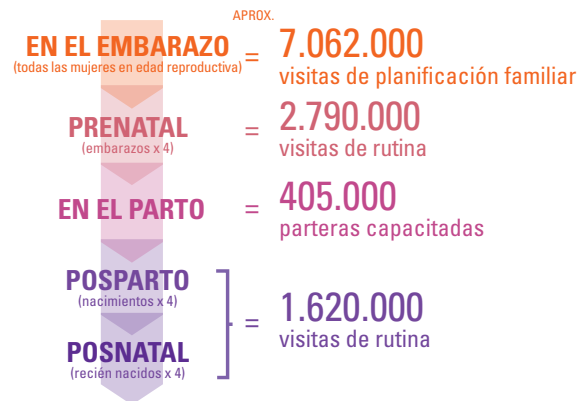 APROX.
EN EL EMBARAZO = 7.062.000
(todas las mujeres en edad reproductiva)
visitas de planificación familiar
PRENATAL = 2.790.000
(embarazos x 4)
visitas de rutina
EN EL PARTO = 405.000
parteras capacitadas
POSPARTO
(nacimientos x 4)
= 1.620.000
visitas de rutina
POSNATAL
(recién nacidos x 4)